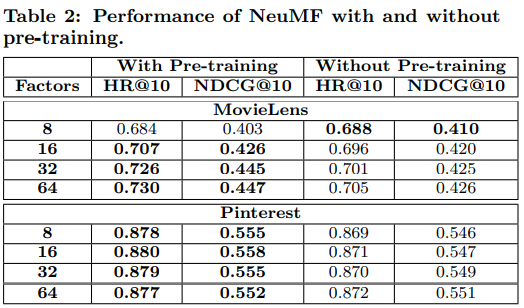 Table 2: Performance of NeuMF with and without
pre-training.
With Pre-training Without Pre-training
Factors HR@10 NDCG@10 HR@10 NDCG@10
MovieLens
8 0.684 0.403 0.688 0.410
16 0.707 0.426 0.696 0.420
32 0.726 0.445 0.701 0.425
64 0.730 0.447 0.705 0.426
Pinterest
8 0.878 0.555 0.869 0.546
16 0.880 0.558 0.871 0.547
32 0.879 0.555 0.870 0.549
64 0.877 0.552 0.872 0.551